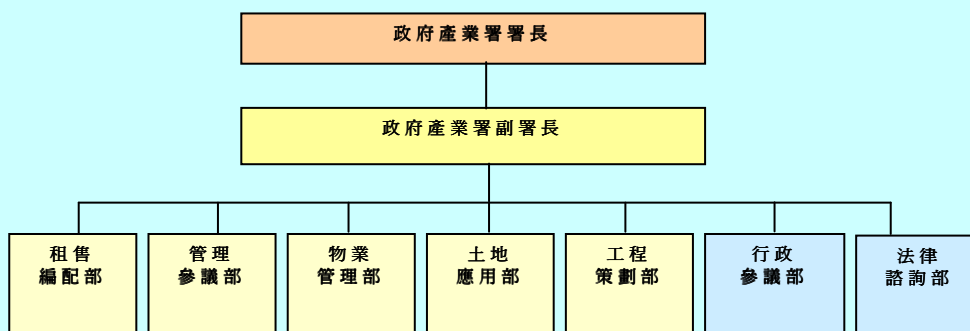 政府產業署署長
政府產業署副署長
租售
編配部
管理
參議部
物業
管理部
土地
應用部
工程
策劃部
行政
參議部
法律
諮詢部